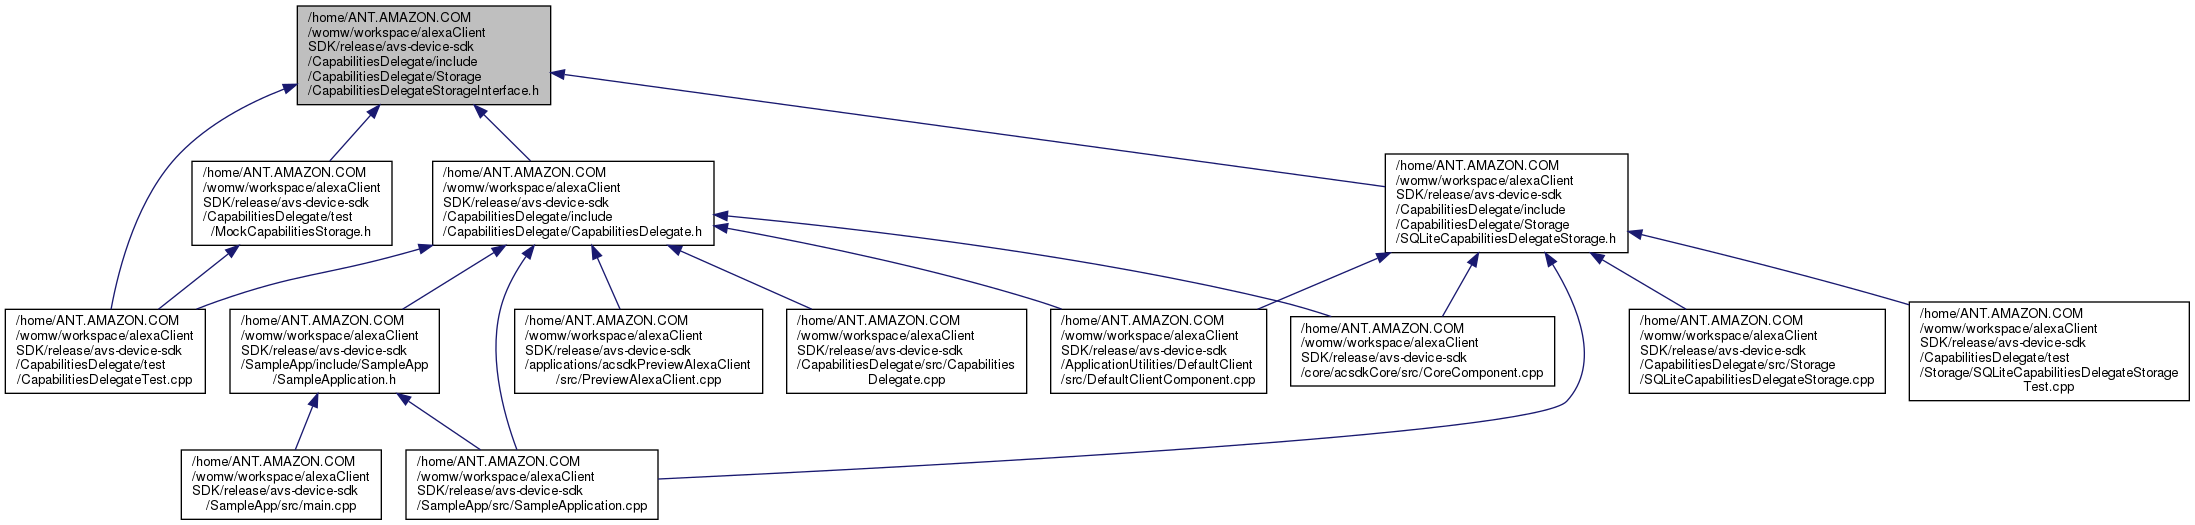 /home/ANT.AMAZON.COM
/womw/workspace/alexaClient
SDK/release/avs-device-sdk
/CapabilitiesDelegate/include
/CapabilitiesDelegate/Storage
/CapabilitiesDelegateStorageInterface.h
/home/ANT.AMAZON.COM
/womw/workspace/alexaClient
SDK/release/avs-device-sdk
/CapabilitiesDelegate/test
/MockCapabilitiesStorage.h
/home/ANT.AMAZON.COM
/womw/workspace/alexaClient
SDK/release/avs-device-sdk
/CapabilitiesDelegate/include
/CapabilitiesDelegate/CapabilitiesDelegate.h
/home/ANT.AMAZON.COM
/womw/workspace/alexaClient
SDK/release/avs-device-sdk
/CapabilitiesDelegate/include
/CapabilitiesDelegate/Storage
/SQLiteCapabilitiesDelegateStorage.h
/home/ANT.AMAZON.COM
/womw/workspace/alexaClient
SDK/release/avs-device-sdk
/CapabilitiesDelegate/test
/CapabilitiesDelegateTest.cpp
/home/ANT.AMAZON.COM
/womw/workspace/alexaClient
SDK/release/avs-device-sdk
/SampleApp/include/SampleApp
/SampleApplication.h
/home/ANT.AMAZON.COM
/womw/workspace/alexaClient
SDK/release/avs-device-sdk
/applications/acsdkPreviewAlexaClient
/src/PreviewAlexaClient.cpp
/home/ANT.AMAZON.COM
/womw/workspace/alexaClient
SDK/release/avs-device-sdk
/CapabilitiesDelegate/src/Capabilities
Delegate.cpp
/home/ANT.AMAZON.COM
/womw/workspace/alexaClient
SDK/release/avs-device-sdk
/ApplicationUtilities/DefaultClient
/src/DefaultClientComponent.cpp
/home/ANT.AMAZON.COM
/womw/workspace/alexaClient
SDK/release/avs-device-sdk
/core/acsdkCore/src/CoreComponent.cpp
/home/ANT.AMAZON.COM
/womw/workspace/alexaClient
SDK/release/avs-device-sdk
/CapabilitiesDelegate/src/Storage
/SQLiteCapabilitiesDelegateStorage.cpp
/home/ANT.AMAZON.COM
/womw/workspace/alexaClient
SDK/release/avs-device-sdk
/CapabilitiesDelegate/test
/Storage/SQLiteCapabilitiesDelegateStorage
Test.cpp
/home/ANT.AMAZON.COM
/womw/workspace/alexaClient
SDK/release/avs-device-sdk
/SampleApp/src/main.cpp
/home/ANT.AMAZON.COM
/womw/workspace/alexaClient
SDK/release/avs-device-sdk
/SampleApp/src/SampleApplication.cpp